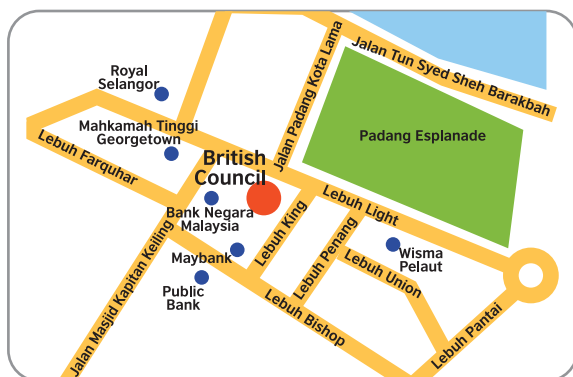 Jalan Tun Syed Sheh Barakbah
Jalan Padang Kota Lama
Royal
Selangor
Mahkamah Tinggi
Georgetown
Padang Esplanade
Lebuh Farquhar
British
Council
Bank Negara
Malaysia
Lebuh Light
Lebuh King
Lebuh Penang
Wisma
Pelaut
Maybank
Lebuh Union
Public
Bank
Jalan Masjid Kapitan Keiling
Lebuh Bishop
Lebuh Pantai